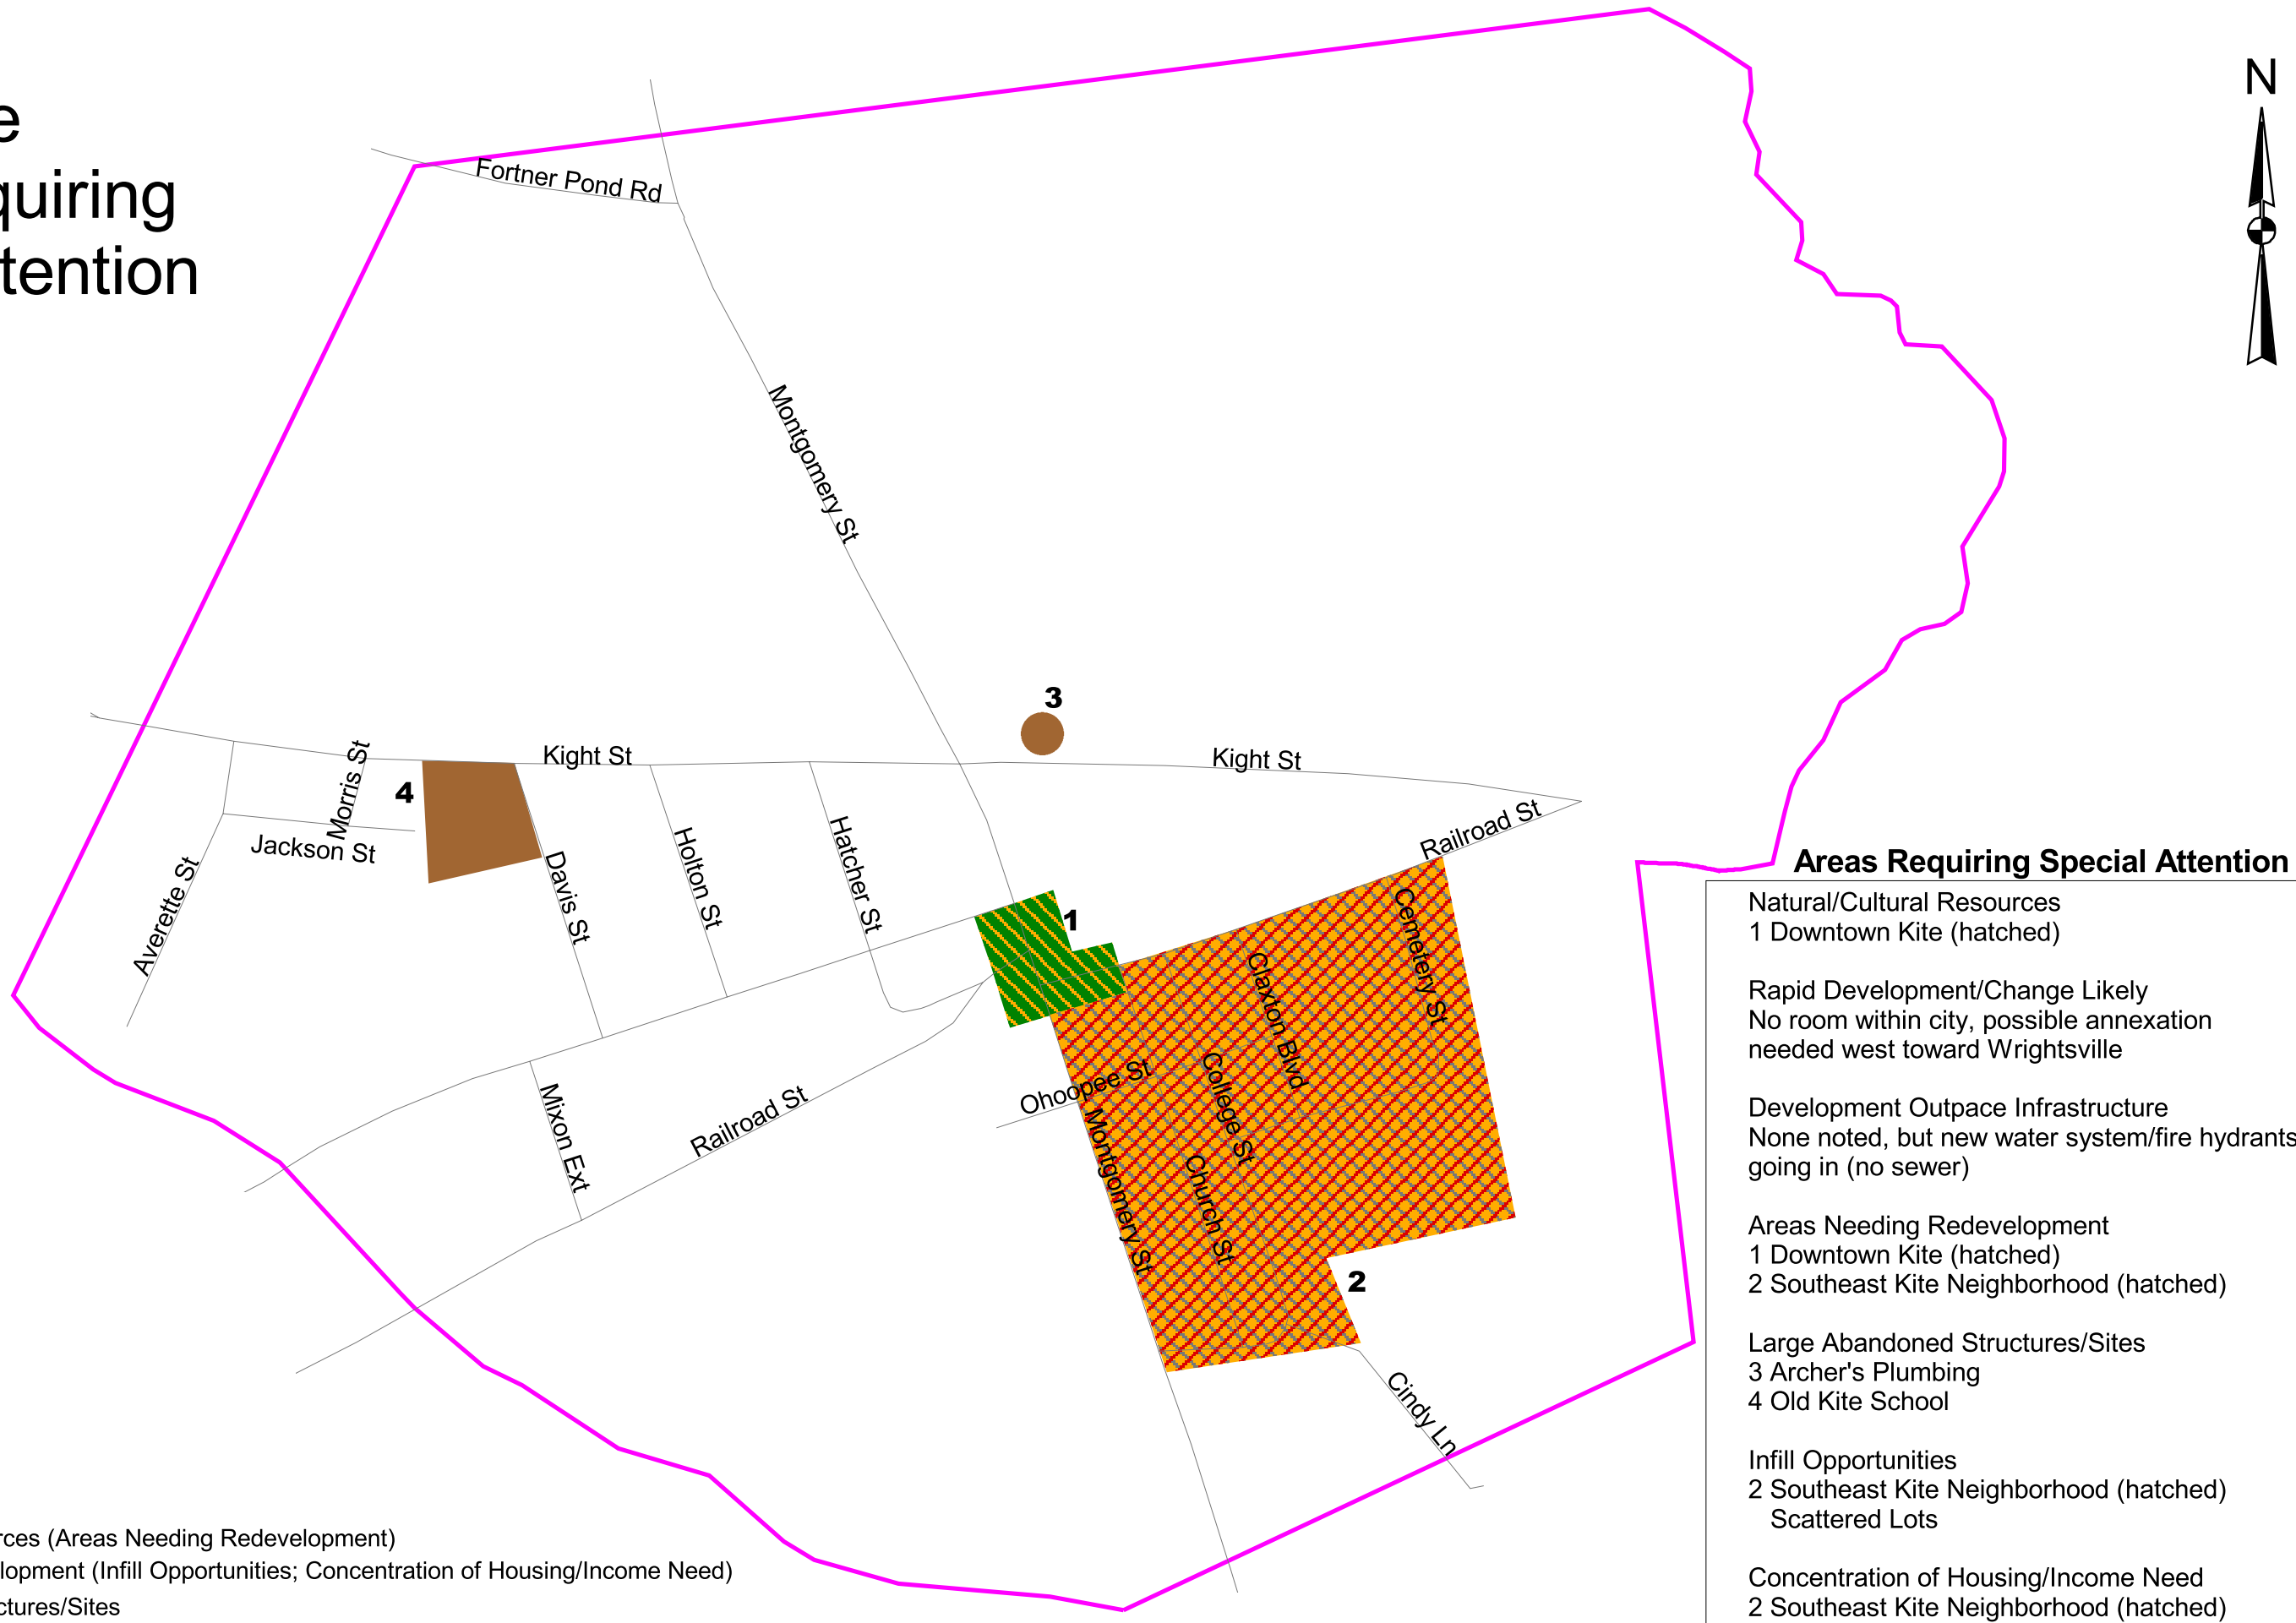 e
quiring
tention
N
Fortner Pond Rd
Montgomery St
3
Kight St
Kight St
Morris St
4
Jackson St
Averette St
Davis St
Holton St
Hatcher St
Railroad St
1
Cemetery St
Claxton Blvd
College St
Ohoopee St
Montgomery St
Church St
Mixon Ext
Railroad St
2
Cindy Ln
Areas Requiring Special Attention
Natural/Cultural Resources
1 Downtown Kite (hatched)
Rapid Development/Change Likely
No room within city, possible annexation
needed west toward Wrightsville
Development Outpace Infrastructure
None noted, but new water system/fire hydrants
going in (no sewer)
Areas Needing Redevelopment
1 Downtown Kite (hatched)
2 Southeast Kite Neighborhood (hatched)
Large Abandoned Structures/Sites
3 Archer's Plumbing
4 Old Kite School
Infill Opportunities
2 Southeast Kite Neighborhood (hatched)
Scattered Lots
Concentration of Housing/Income Need
2 Southeast Kite Neighborhood (hatched)
rces (Areas Needing Redevelopment)
lopment (Infill Opportunities; Concentration of Housing/Income Need)
ctures/Sites